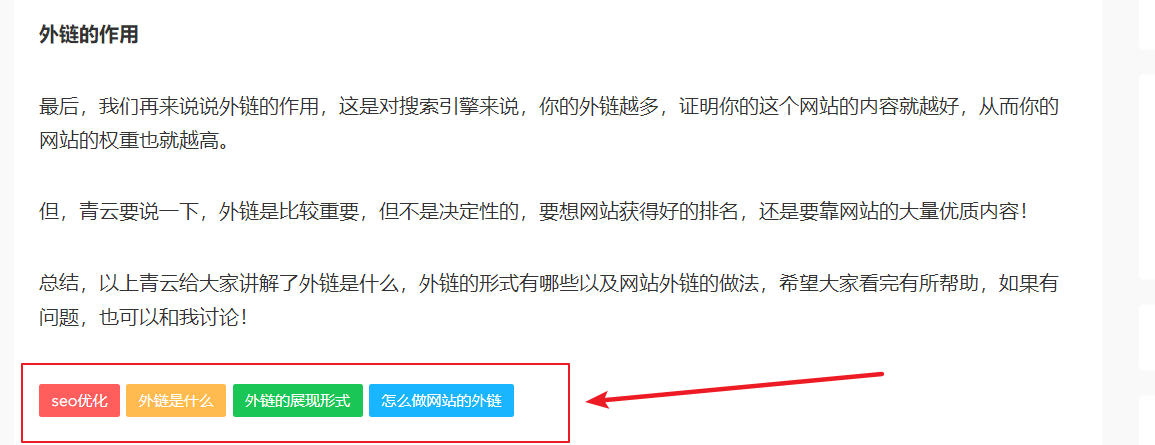 外链的作用
最后，我们再来说说外链的作用，这是对搜索引擎来说，你的外链越多，证明你的这个网站的内容就越好，从而你的
网站的权重也就越高。
但，青云要说一下，外链是比较重要，但不是决定性的，要想网站获得好的排名，还是要靠网站的大量优质内容！
总结，以上青云给大家讲解了外链是什么，外链的形式有哪些以及网站外链的做法，希望大家看完有所帮助，如果有
问题，也可以和我讨论！
seo优化 外链是什么 外链的展现形式 怎么做网站的外链